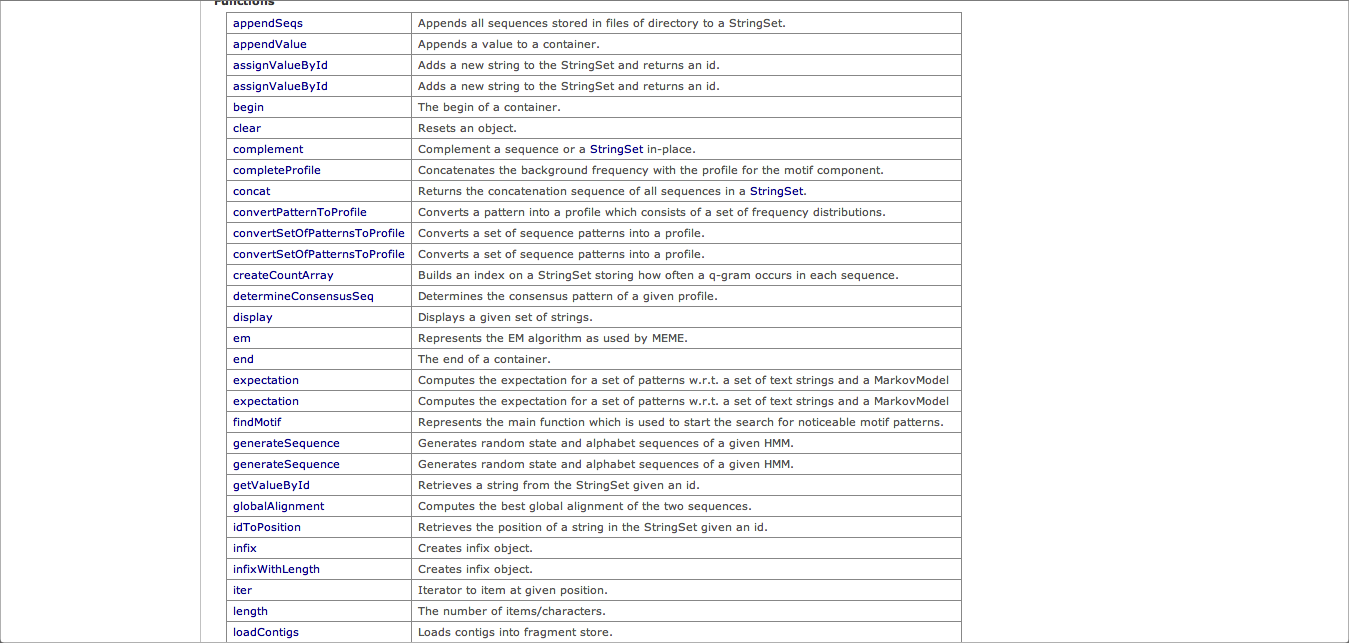 Functions
appendSeqs Appends all sequences stored in files of directory to a StringSet.
appendValue Appends a value to a container.
assignValueById Adds a new string to the StringSet and returns an id.
assignValueById Adds a new string to the StringSet and returns an id.
begin The begin of a container.
clear Resets an object.
complement Complement a sequence or a StringSet in-place.
completeProfile Concatenates the background frequency with the profile for the motif component.
concat Returns the concatenation sequence of all sequences in a StringSet.
convertPatternToProfile Converts a pattern into a profile which consists of a set of frequency distributions.
convertSetOfPatternsToProfile Converts a set of sequence patterns into a profile.
convertSetOfPatternsToProfile Converts a set of sequence patterns into a profile.
createCountArray Builds an index on a StringSet storing how often a q-gram occurs in each sequence.
determineConsensusSeq Determines the consensus pattern of a given profile.
display Displays a given set of strings.
em Represents the EM algorithm as used by MEME.
end The end of a container.
expectation Computes the expectation for a set of patterns w.r.t. a set of text strings and a MarkovModel
expectation Computes the expectation for a set of patterns w.r.t. a set of text strings and a MarkovModel
findMotif Represents the main function which is used to start the search for noticeable motif patterns.
generateSequence Generates random state and alphabet sequences of a given HMM.
generateSequence Generates random state and alphabet sequences of a given HMM.
getValueById Retrieves a string from the StringSet given an id.
globalAlignment Computes the best global alignment of the two sequences.
idToPosition Retrieves the position of a string in the StringSet given an id.
infix Creates infix object.
infixWithLength Creates infix object.
iter Iterator to item at given position.
length The number of items/characters.
loadContigs Loads contigs into fragment store.